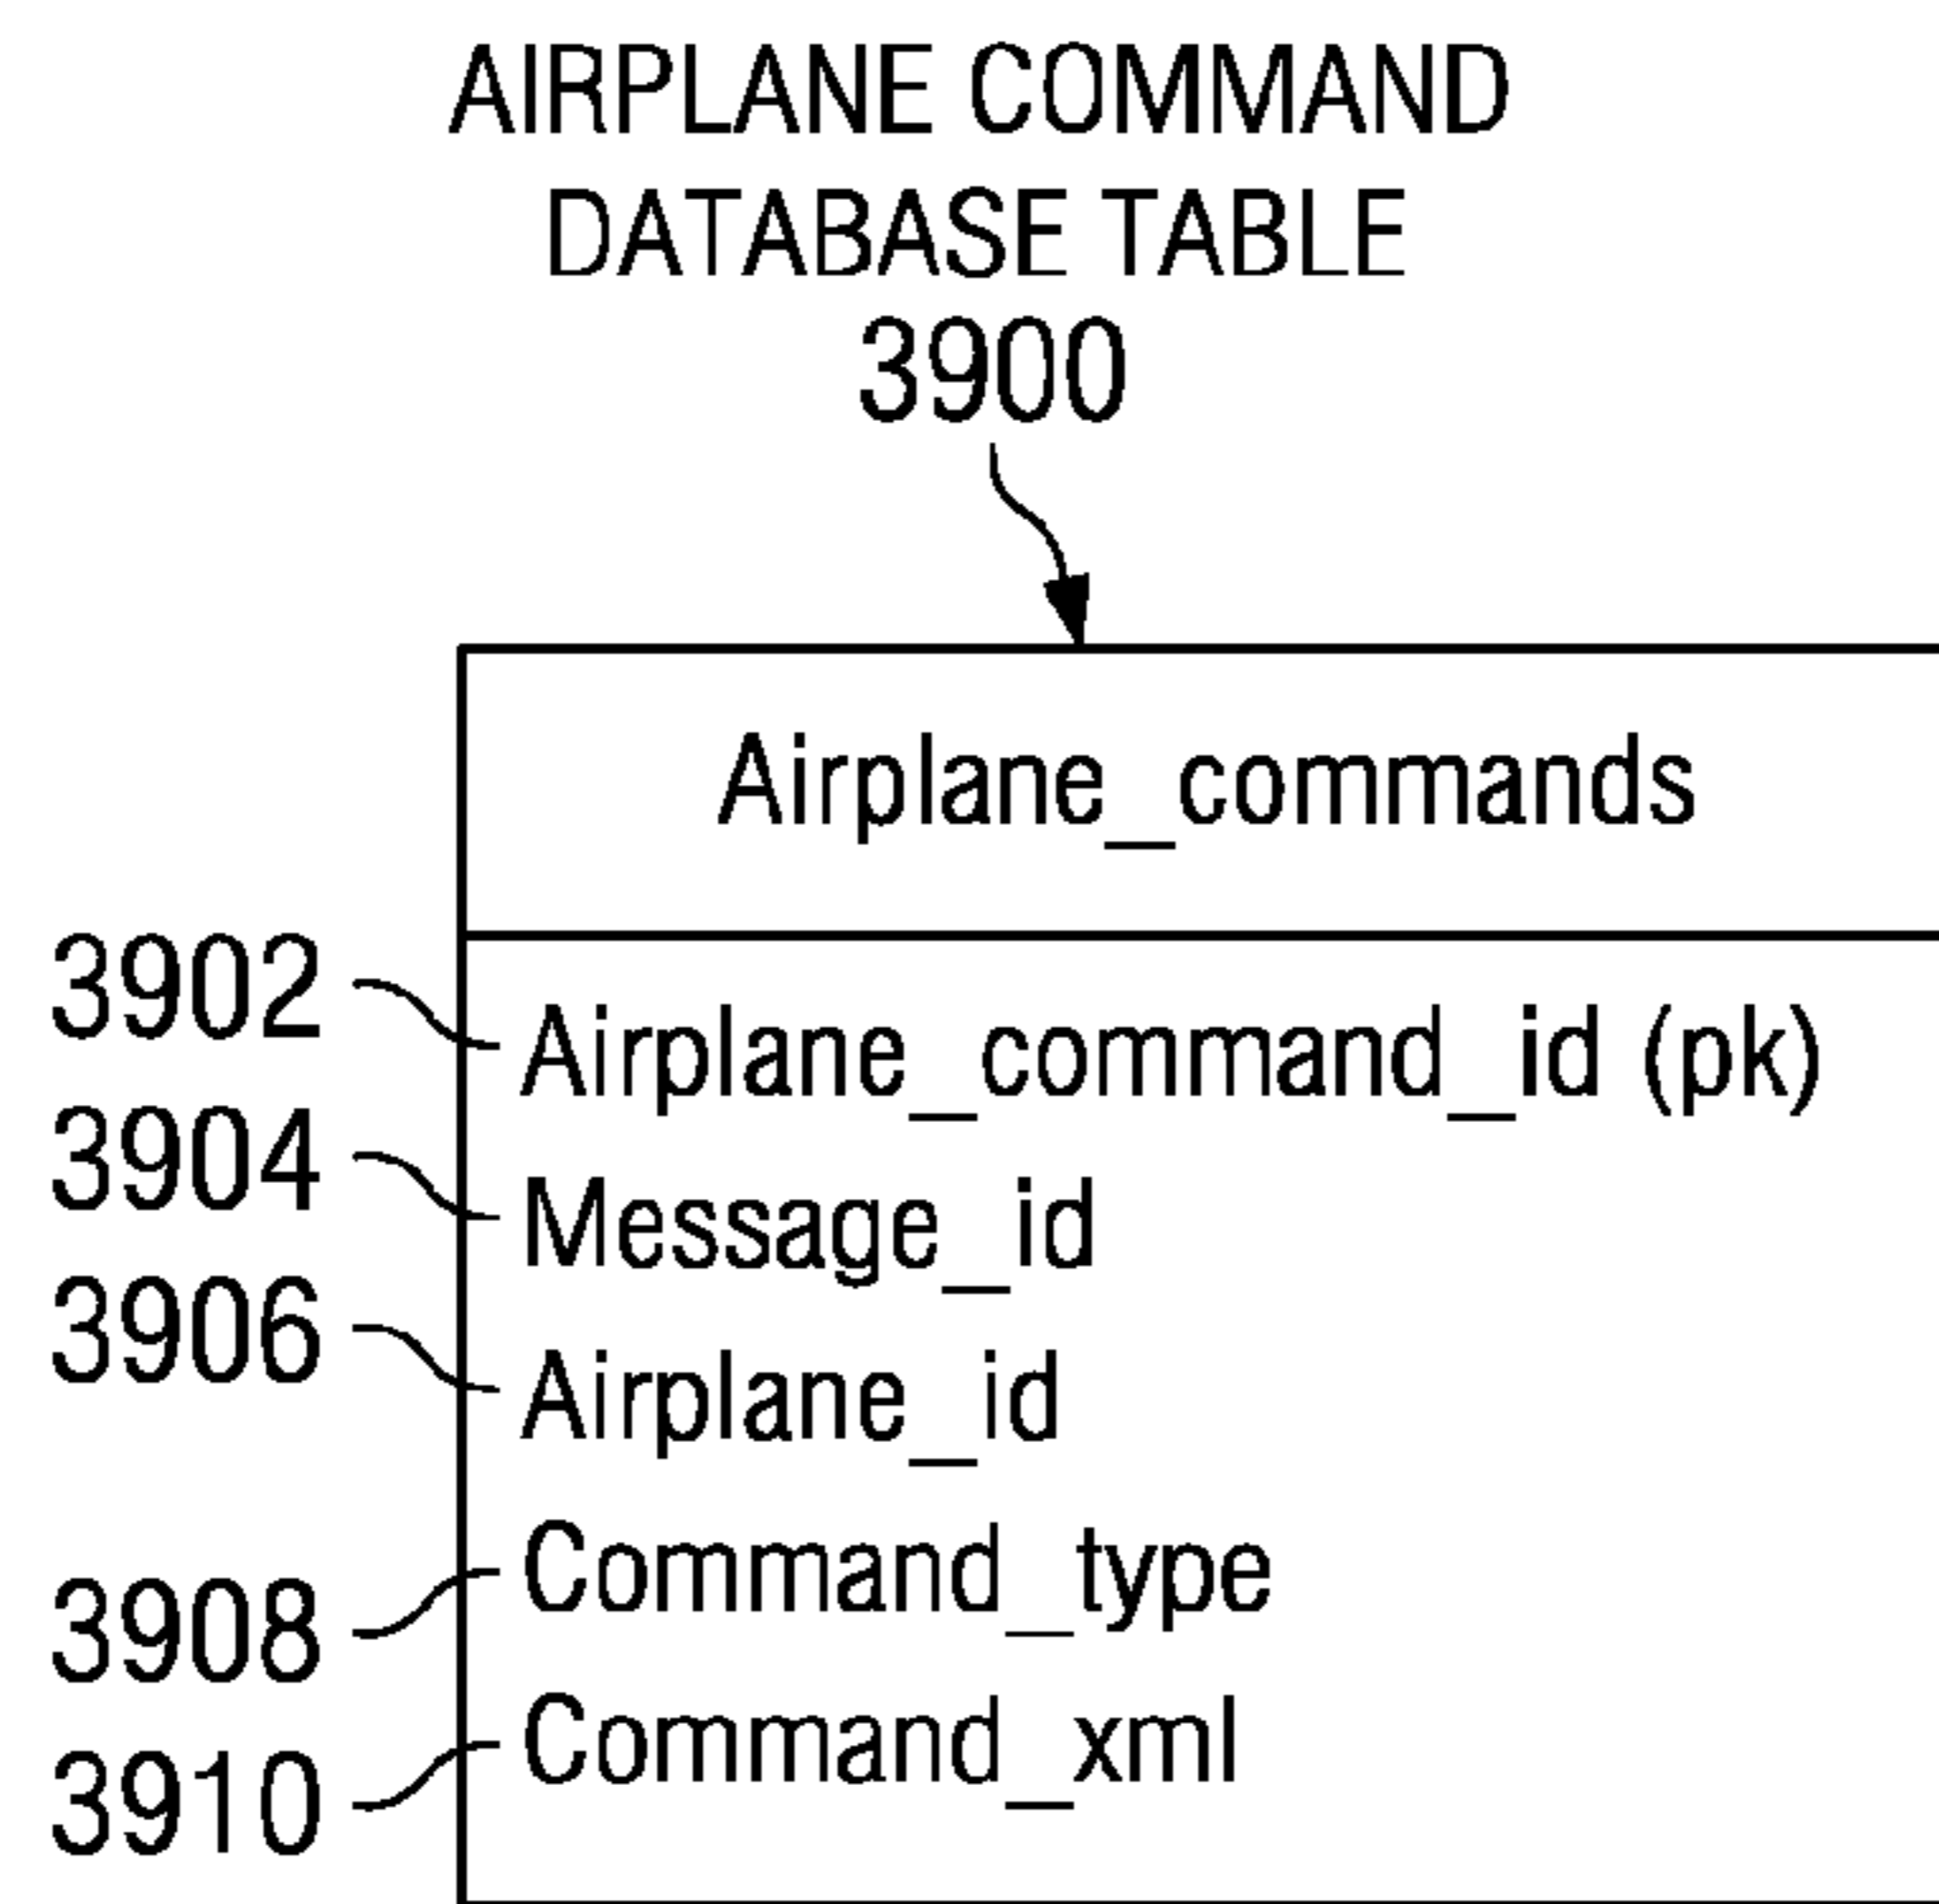 AIRPLANE COMMAND
DATABASE TABLE
3900
Airplane_commands
3902 Airplane_command_id (pk)
3904 Message_id
3906 Airplane_id
3908 Command_type
3910 Command_xml